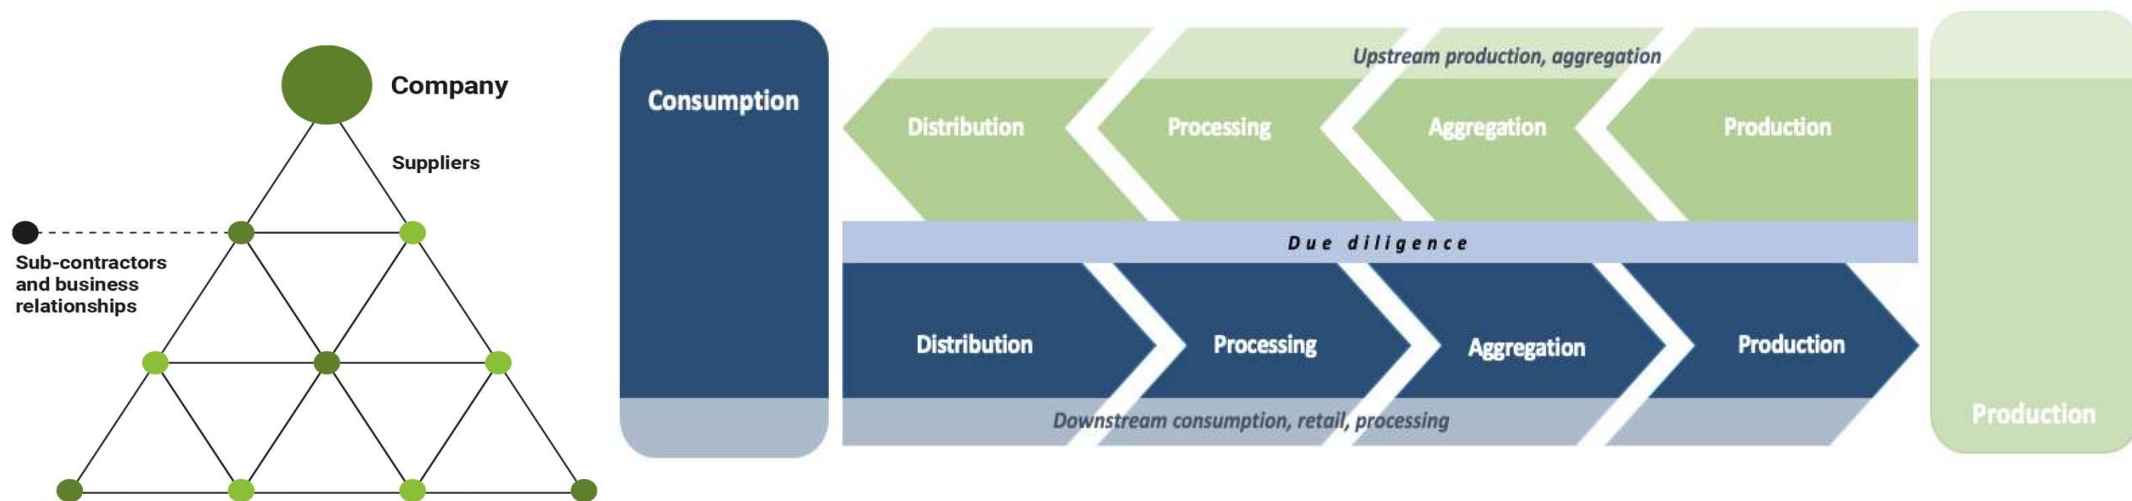 Company
Suppliers
Sub-contractors
and business
relationships
Consumption
Upstream production, aggregation
Distribution
Processing
Aggregation
Production
Due diligence
Distribution
Processing
Aggregation
Production
Downstream consumption, retail, processing
Production